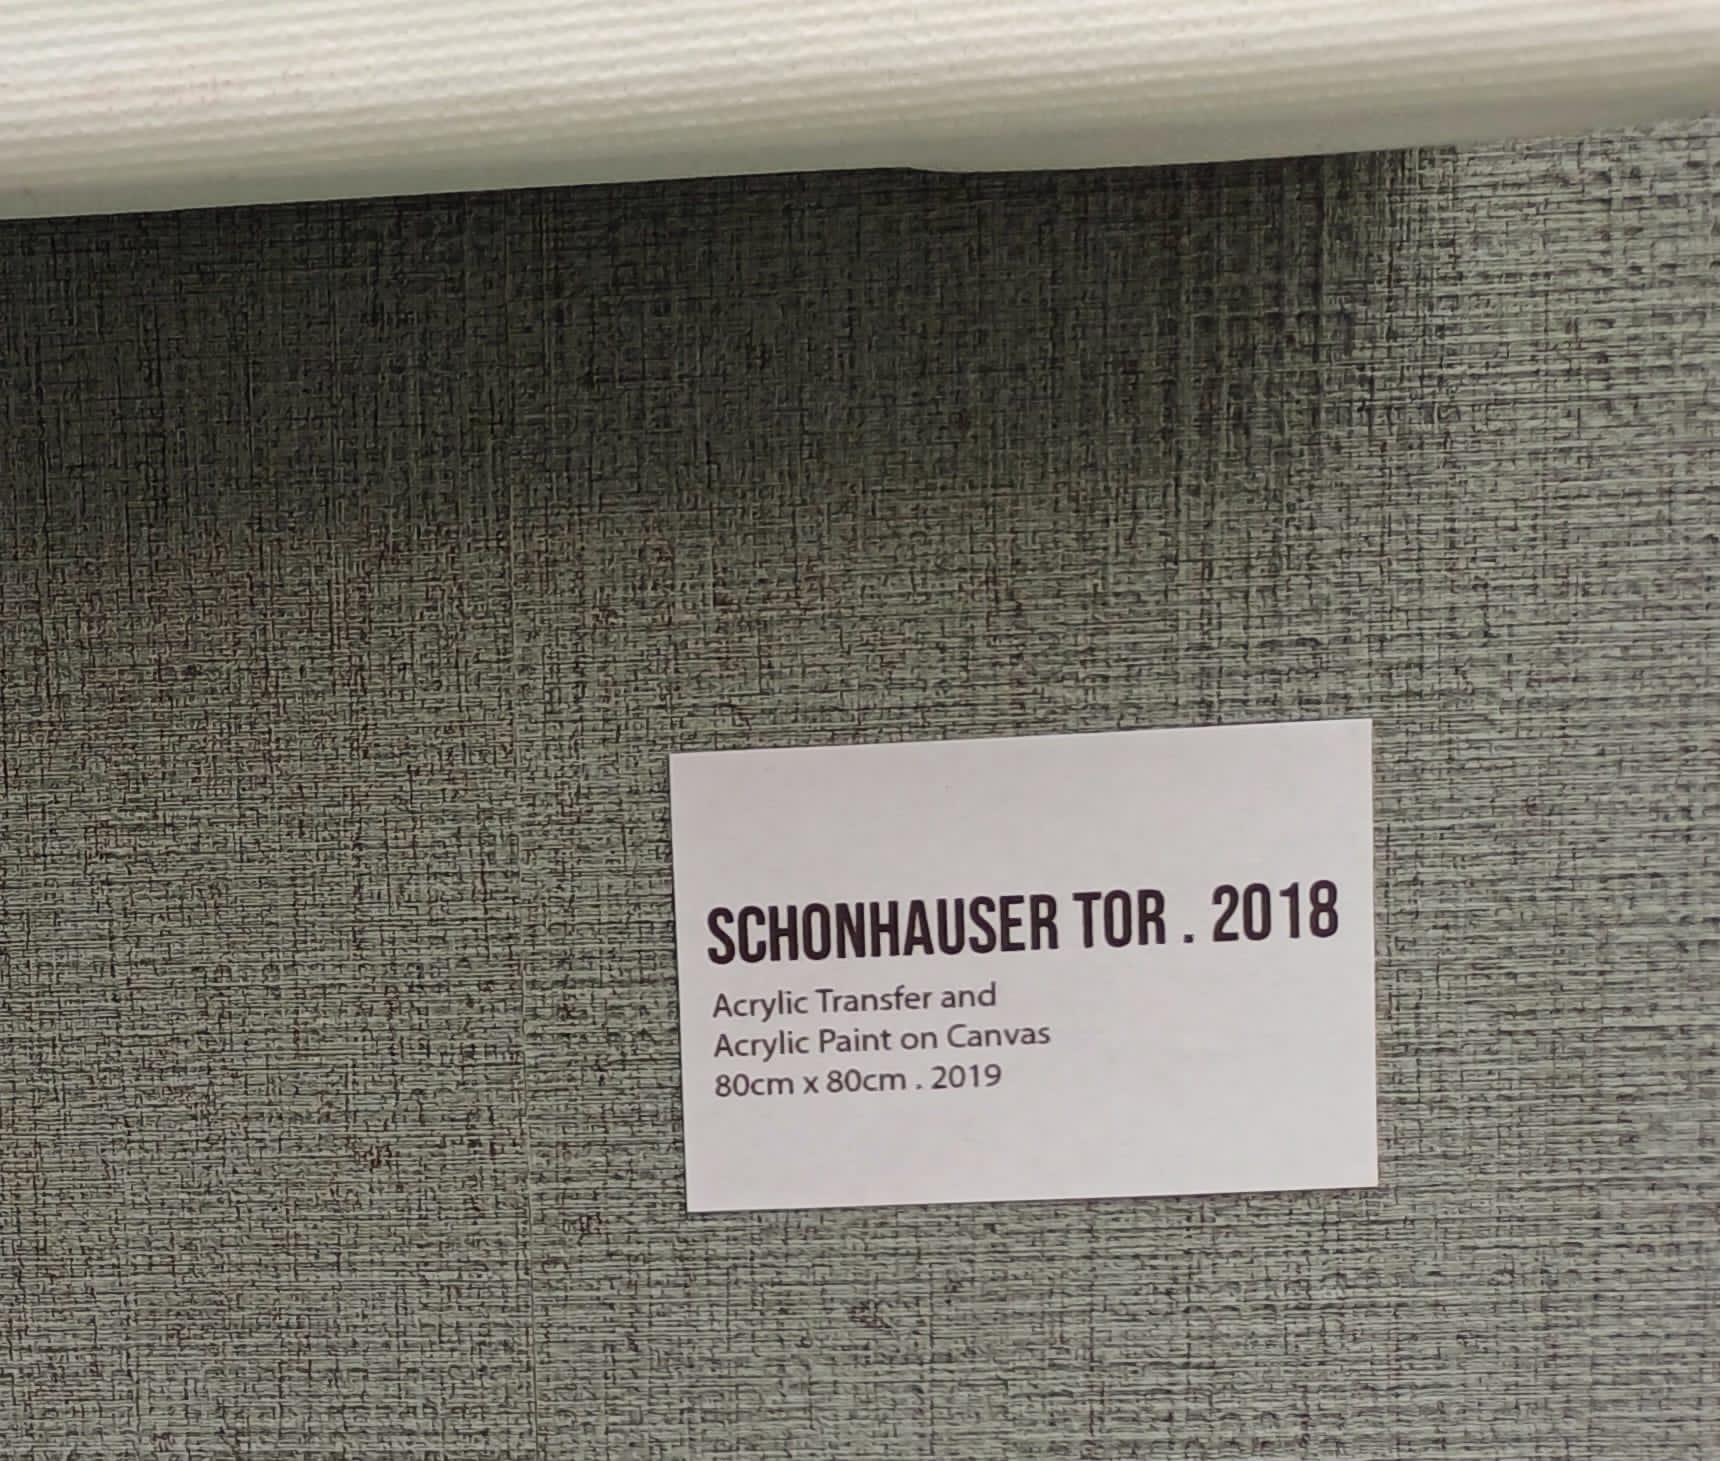 SCHONHAUSER TOR . 2018
Acrylic Transfer and
Acrylic Paint on Canvas
80cm x 80cm . 2019